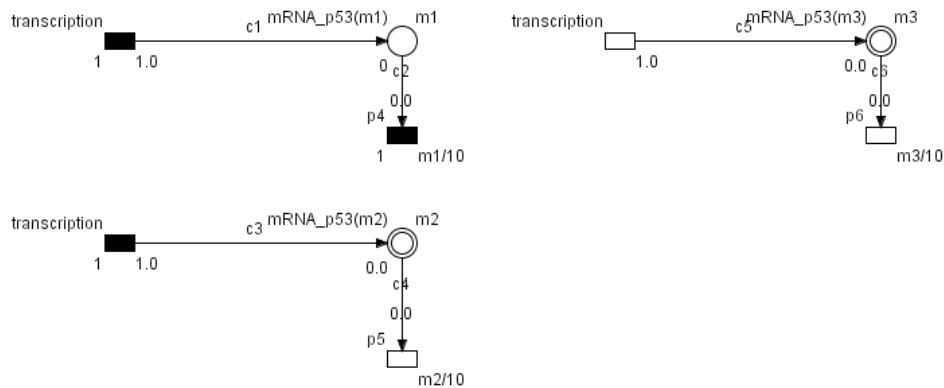 transcription
c1
mRNA_p53(m1)
m1
1
1.0
0
c2
0.0
p4
1
m1/10
transcription
c3
mRNA_p53(m2)
m2
1
1.0
0.0
c4
0.0
p5
m2/10
transcription
c5
mRNA_p53(m3)
m3
1.0
0.0
c6
0.0
p6
m3/10